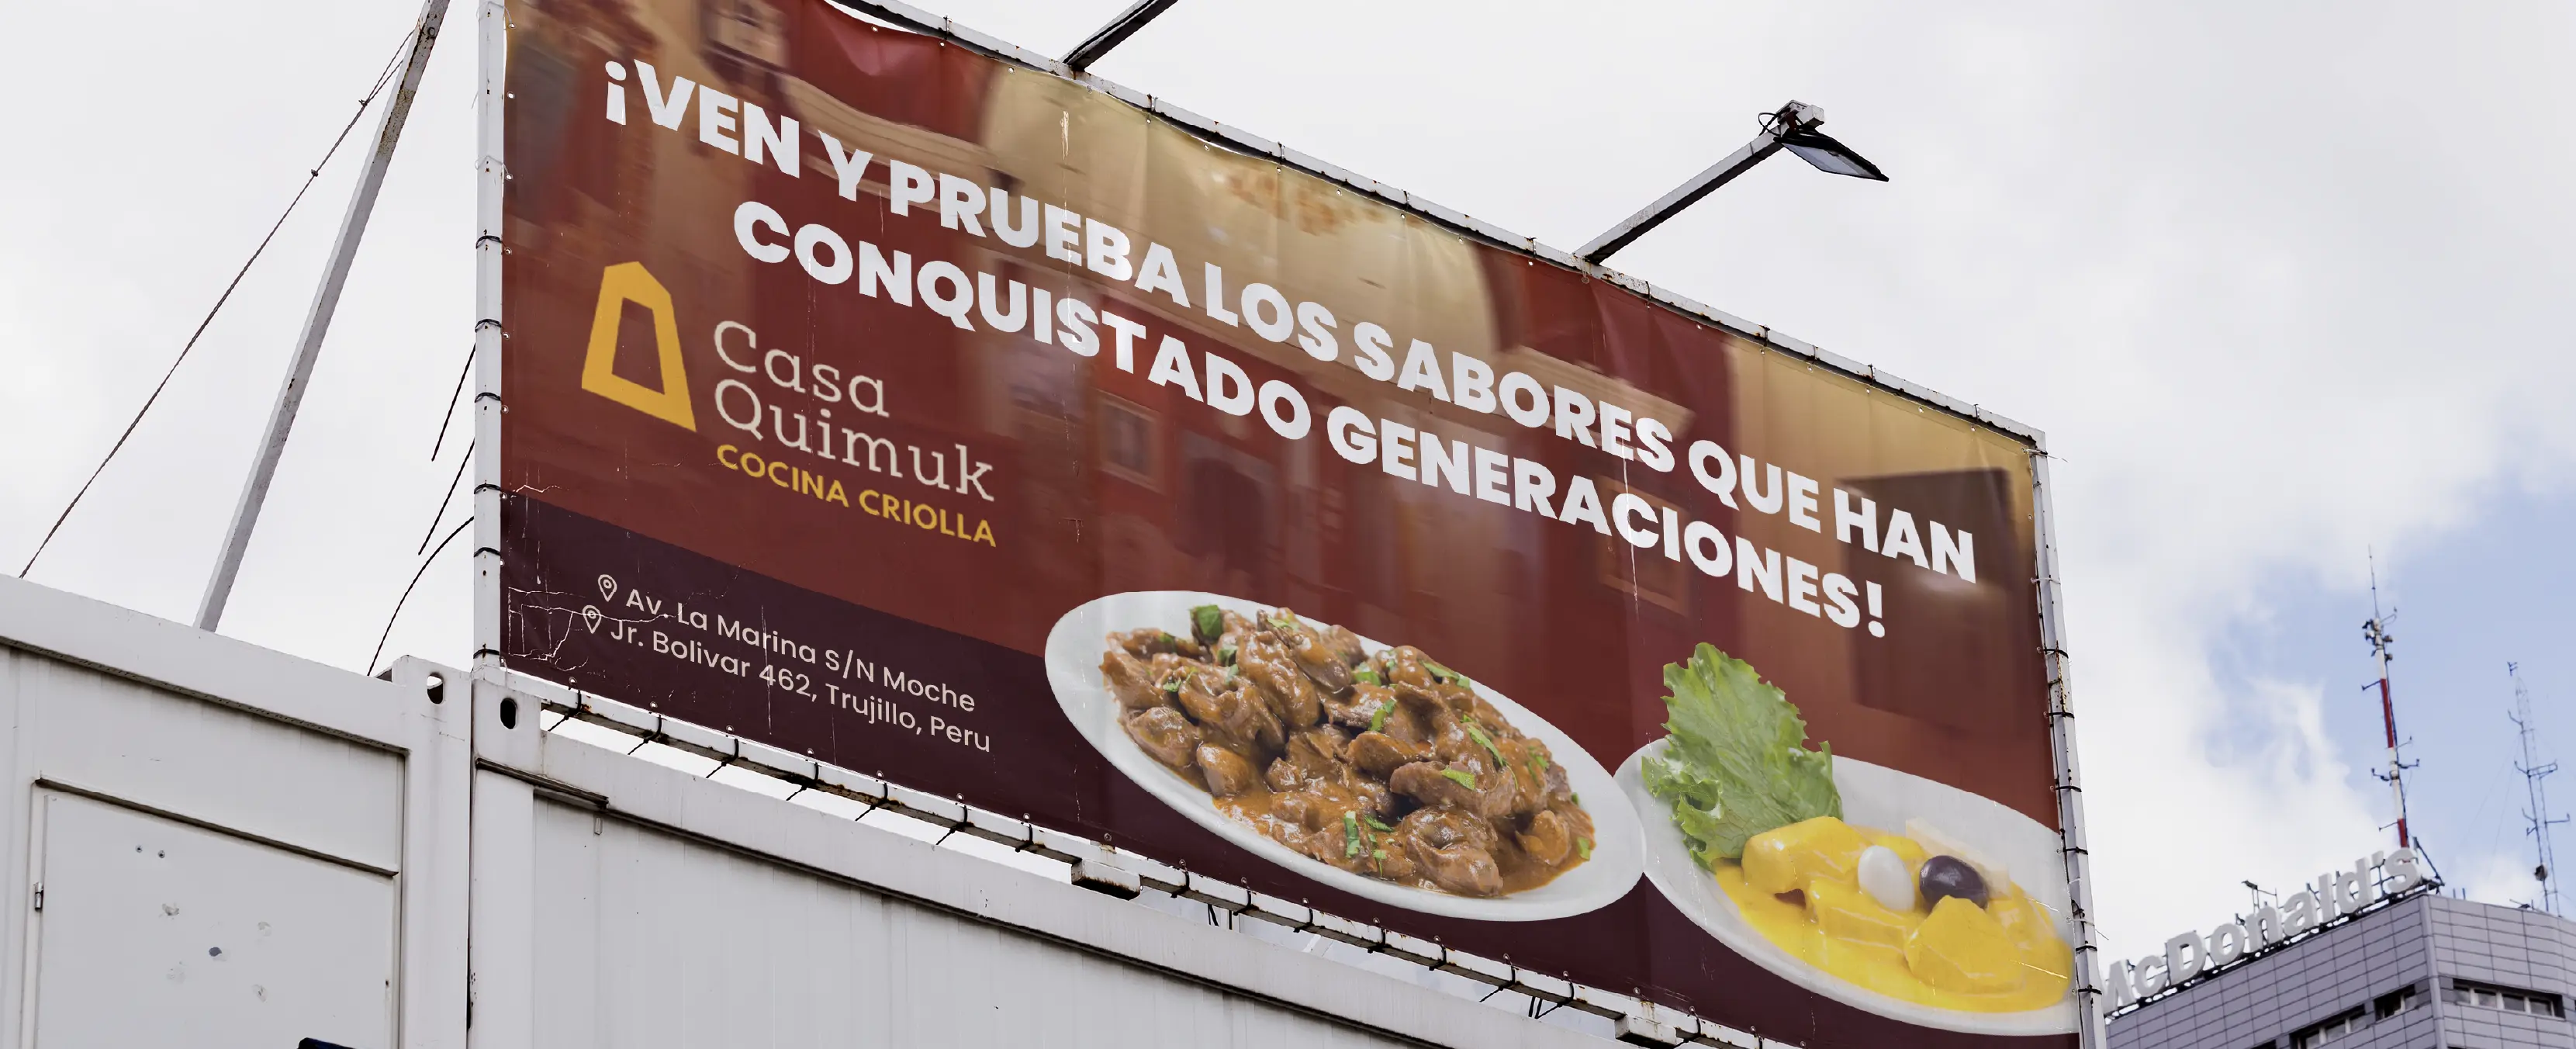 ¡VEN Y PRUEBA LOS SABORES QUE HAN
CONQUISTADO GENERACIONES!
Casa
Quimuk
COCINA CRIOLLA
Av. La Marina S/N Moche
Jr. Bolivar 462, Trujillo, Peru
McDonald's